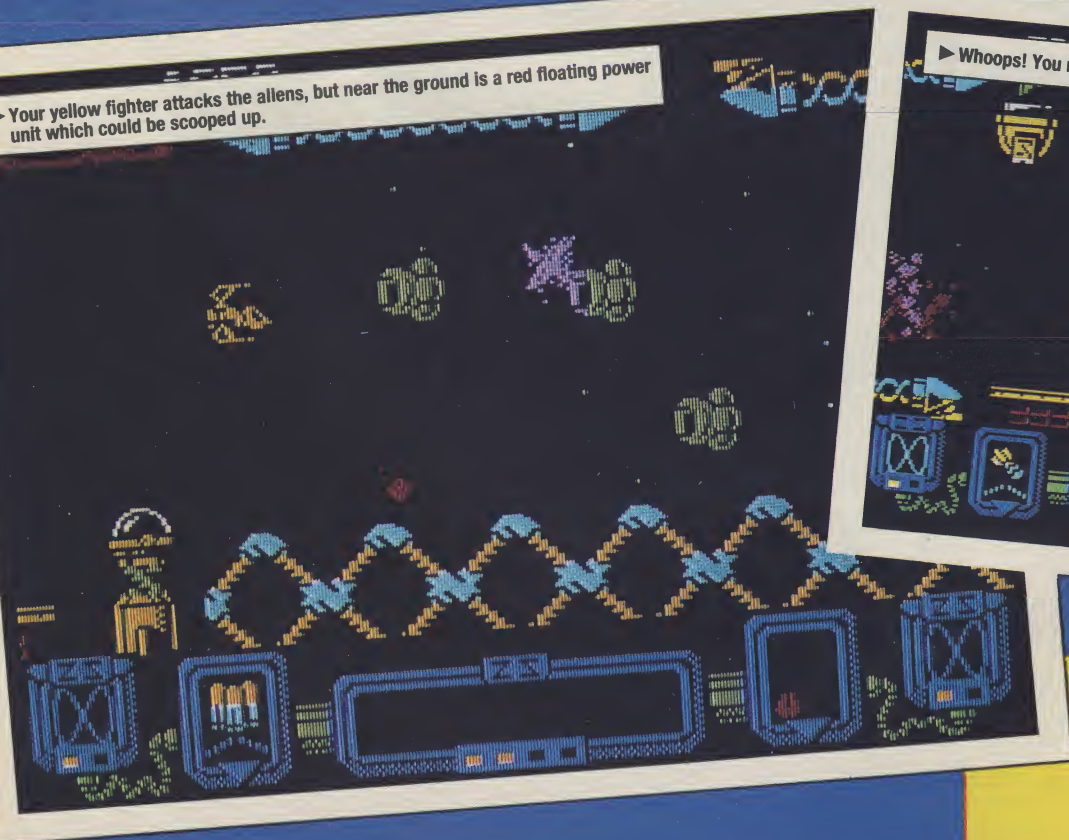 ► Your yellow fighter attacks the aliens, but near the ground is a red floating power
unit which could be scooped up.
► Whoops! You